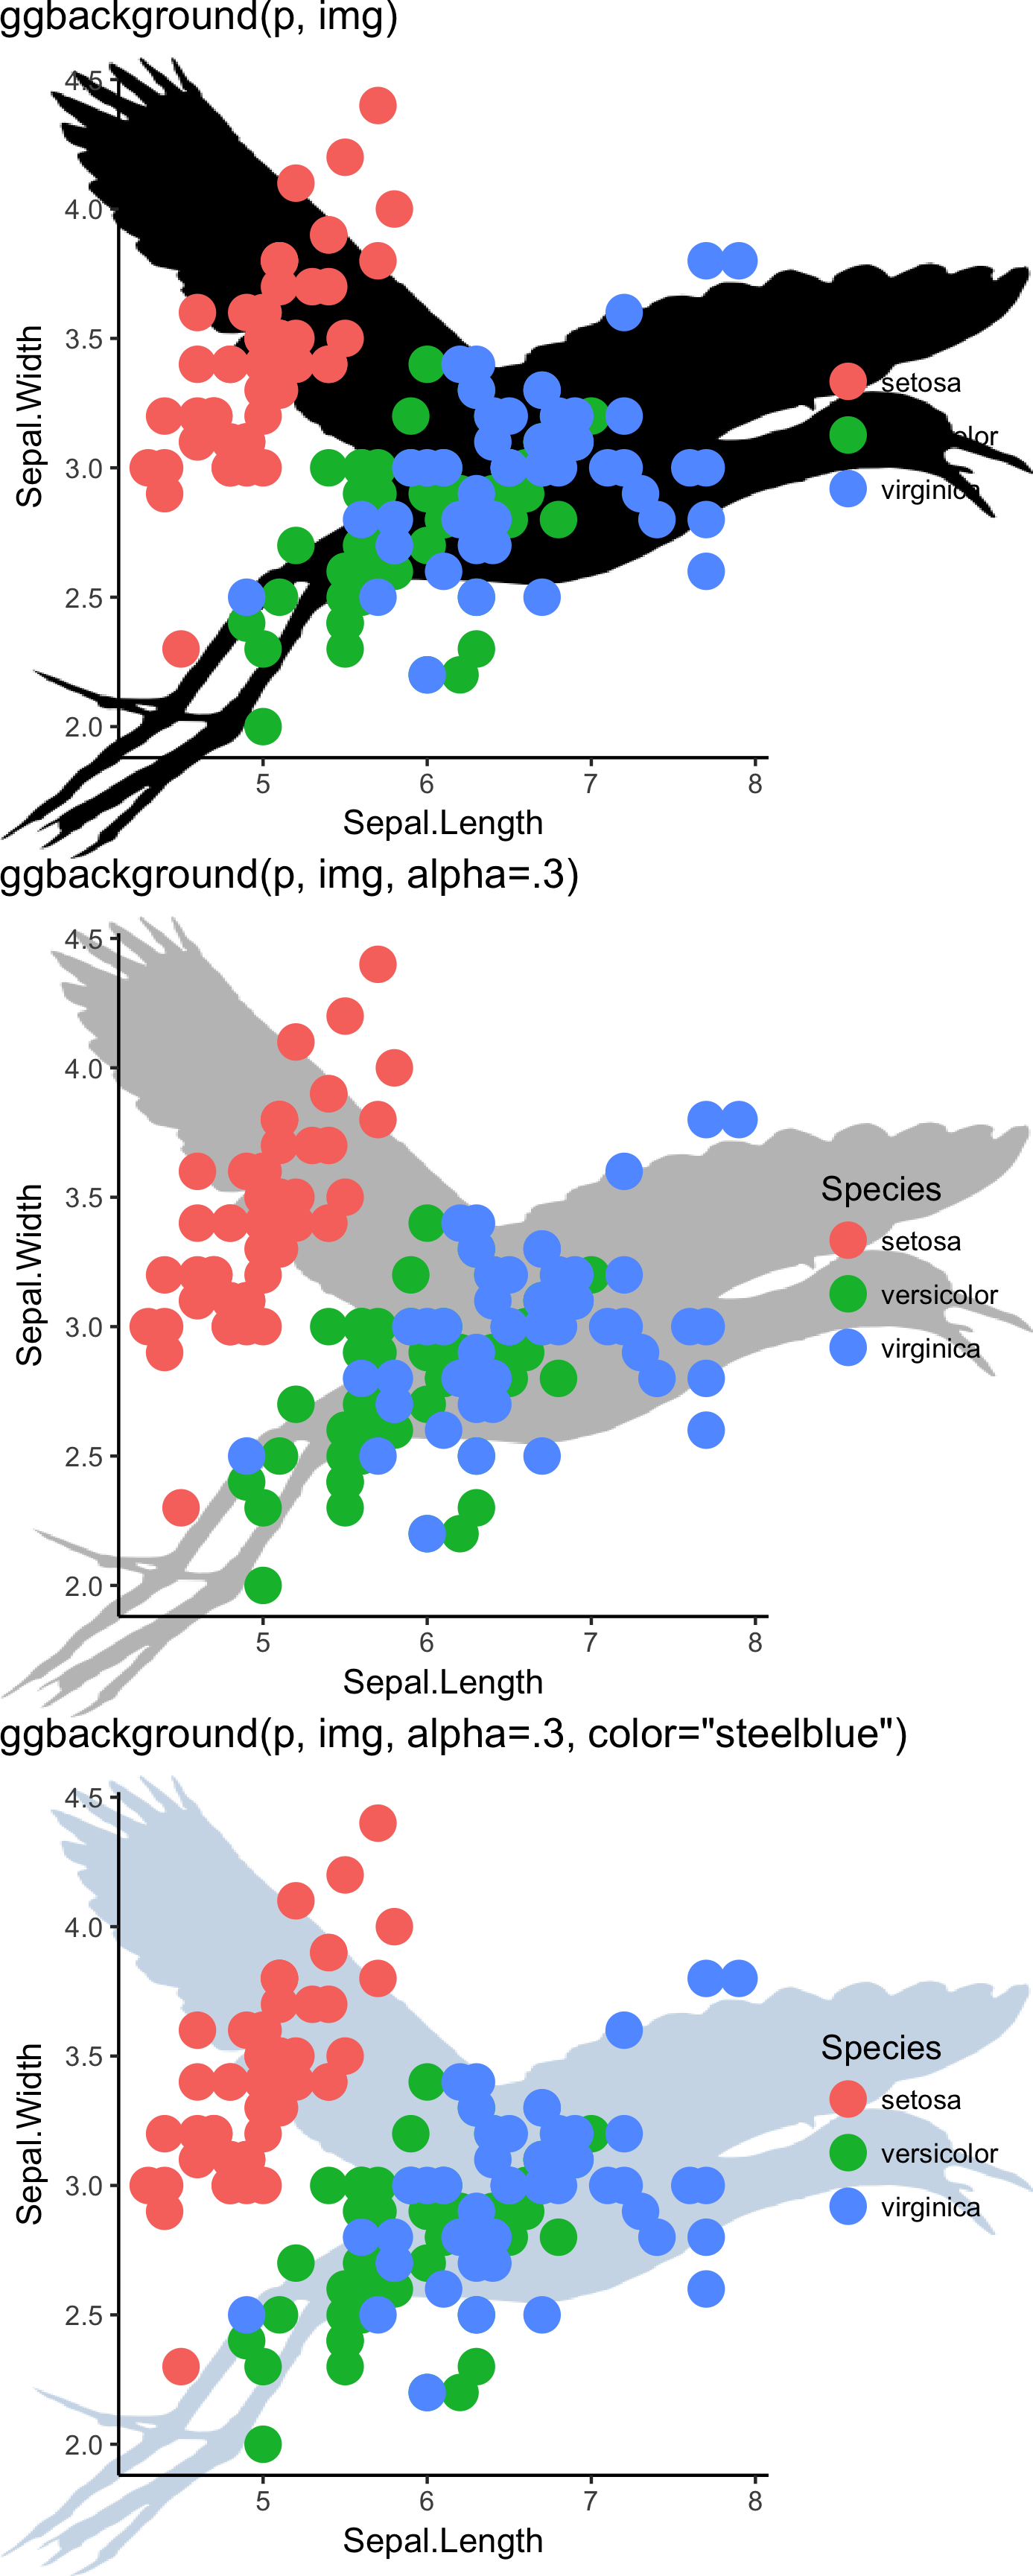 ggbackground(p, img)
4.5
4.0
3.5
3.0
2.5
2.0
Sepal.Width
5 6 7 8
Sepal.Length
setosa
virginica
ggbackground(p, img, alpha=.3)
4.5
4.0
3.5
3.0
2.5
2.0
Sepal.Width
5 6 7 8
Sepal.Length
Species
setosa
versicolor
virginica
ggbackground(p, img, alpha=.3, color="steelblue")
4.5
4.0
3.5
3.0
2.5
2.0
Sepal.Width
5 6 7 8
Sepal.Length
Species
setosa
versicolor
virginica